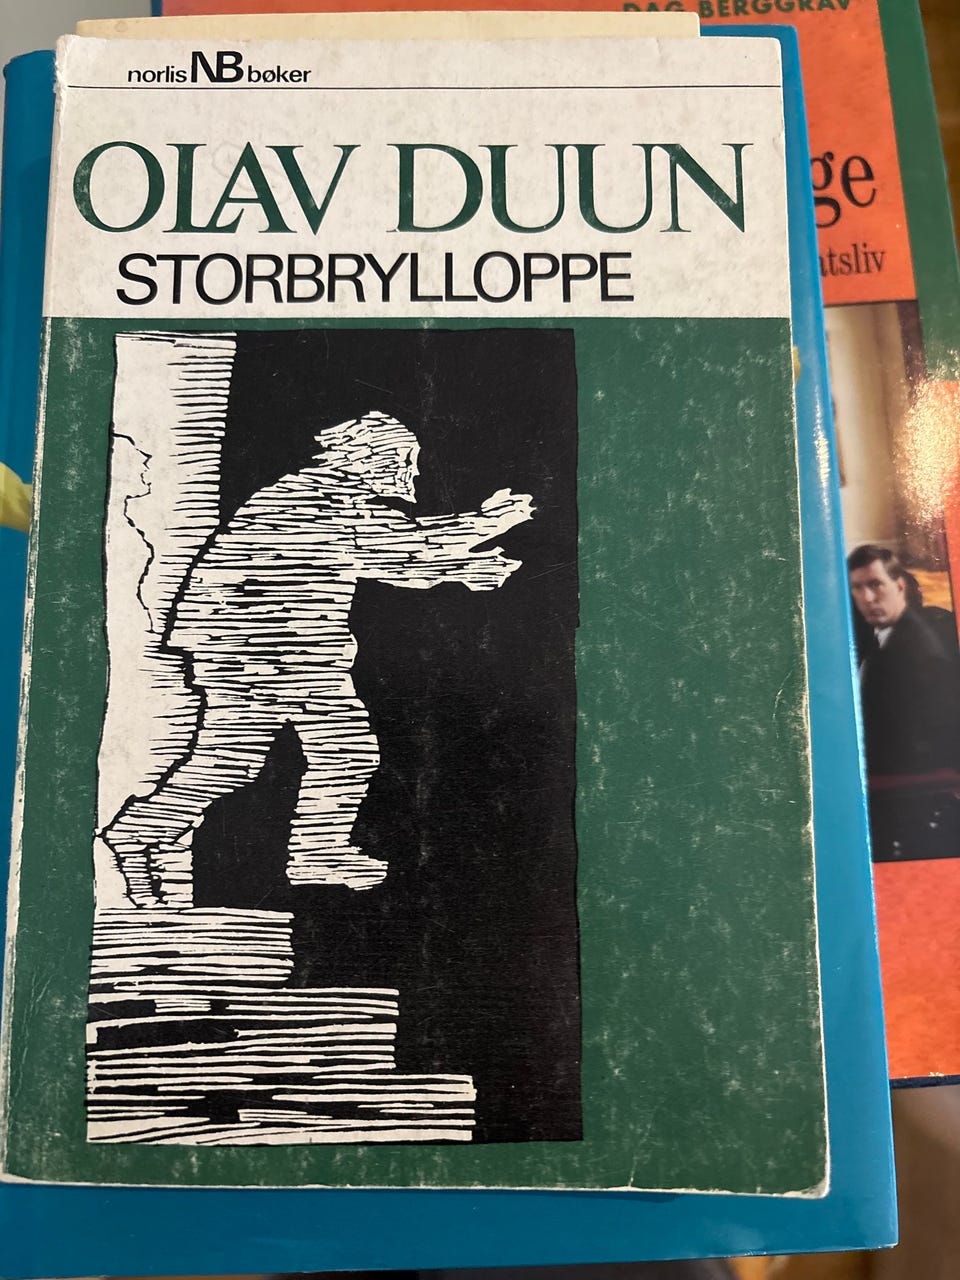 norlis NB bøker
OLAV DUUN
STORBRYLLOPPE
DAG BERGGRAV
ge
atsliv